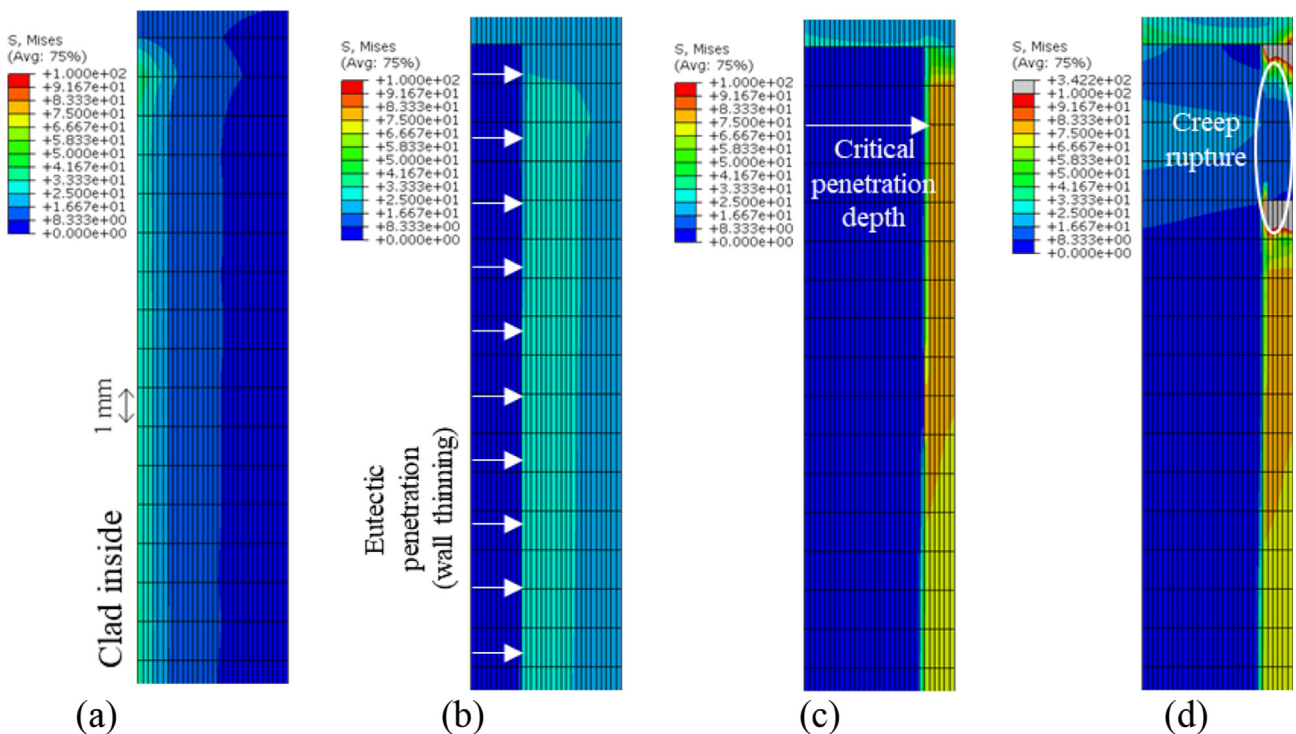 S, Mises
(Avg: 75%)
+1.000e+02
+9.167e+01
+8.333e+01
+7.500e+01
+6.667e+01
+5.833e+01
+5.000e+01
+4.167e+01
+3.333e+01
+2.500e+01
+1.667e+01
+8.333e+00
+0.000e+00
1 mm
Clad inside
(a)
S, Mises
(Avg: 75%)
+1.000e+02
+9.167e+01
+8.333e+01
+7.500e+01
+6.667e+01
+5.833e+01
+5.000e+01
+4.167e+01
+3.333e+01
+2.500e+01
+1.667e+01
+8.333e+00
+0.000e+00
Eutectic
penetration
(wall thinning)
(b)
S, Mises
(Avg: 75%)
+1.000e+02
+9.167e+01
+8.333e+01
+7.500e+01
+6.667e+01
+5.833e+01
+5.000e+01
+4.167e+01
+3.333e+01
+2.500e+01
+1.667e+01
+8.333e+00
+0.000e+00
Critical
penetration
depth
(c)
S, Mises
(Avg: 75%)
+3.422e+02
+1.000e+02
+9.167e+01
+8.333e+01
+7.500e+01
+6.667e+01
+5.833e+01
+5.000e+01
+4.167e+01
+3.333e+01
+2.500e+01
+1.667e+01
+8.333e+00
+0.000e+00
Creep
rupture
(d)